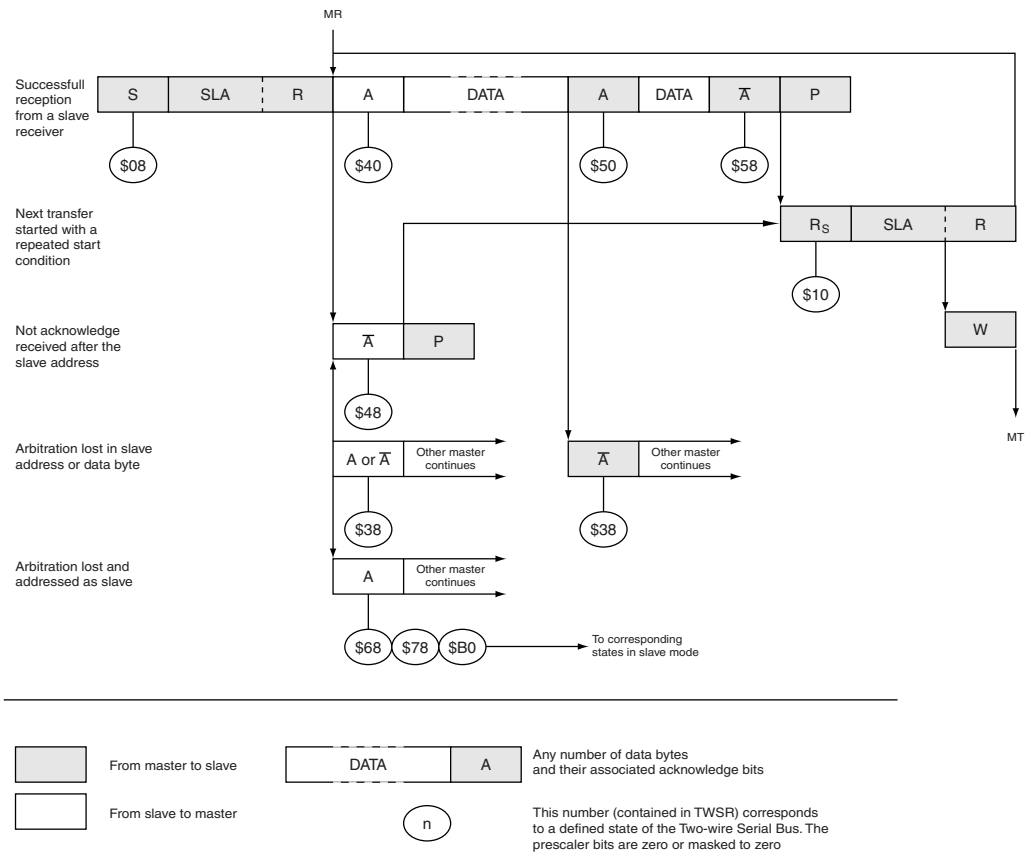 MR
Successfull
reception
from a slave
receiver
S SLA R A DATA A DATA A̅ P
$08 $40 $50 $58
Next transfer
started with a
repeated start
condition
RS SLA R
$10
Not acknowledge
received after the
slave address
A̅ P
W
$48
MT
Arbitration lost in slave
address or data byte
A or A̅
Other master
continues
A̅
Other master
continues
$38 $38
Arbitration lost and
addressed as slave
A
Other master
continues
$68 $78 $B0
To corresponding
states in slave mode
From master to slave
DATA A
Any number of data bytes
and their associated acknowledge bits
From slave to master
n
This number (contained in TWSR) corresponds
to a defined state of the Two-wire Serial Bus. The
prescaler bits are zero or masked to zero